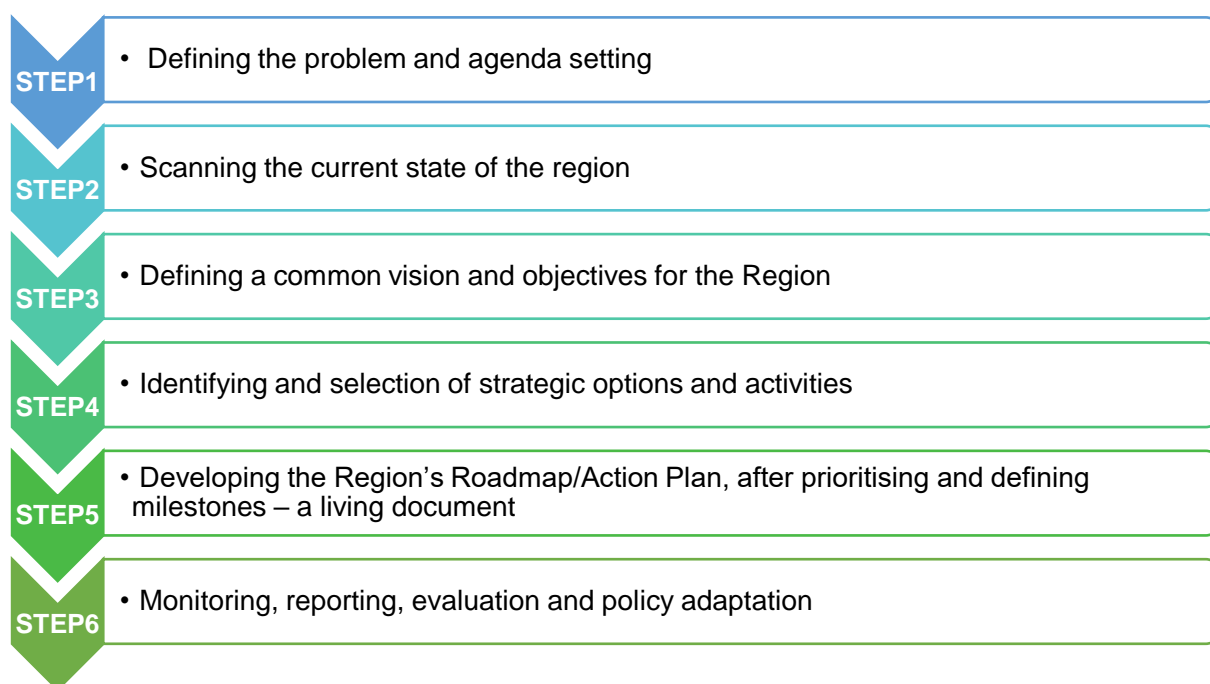 STEP1
• Defining the problem and agenda setting
STEP2
• Scanning the current state of the region
STEP3
• Defining a common vision and objectives for the Region
STEP4
• Identifying and selection of strategic options and activities
STEP5
• Developing the Region’s Roadmap/Action Plan, after prioritising and defining
milestones – a living document
STEP6
• Monitoring, reporting, evaluation and policy adaptation